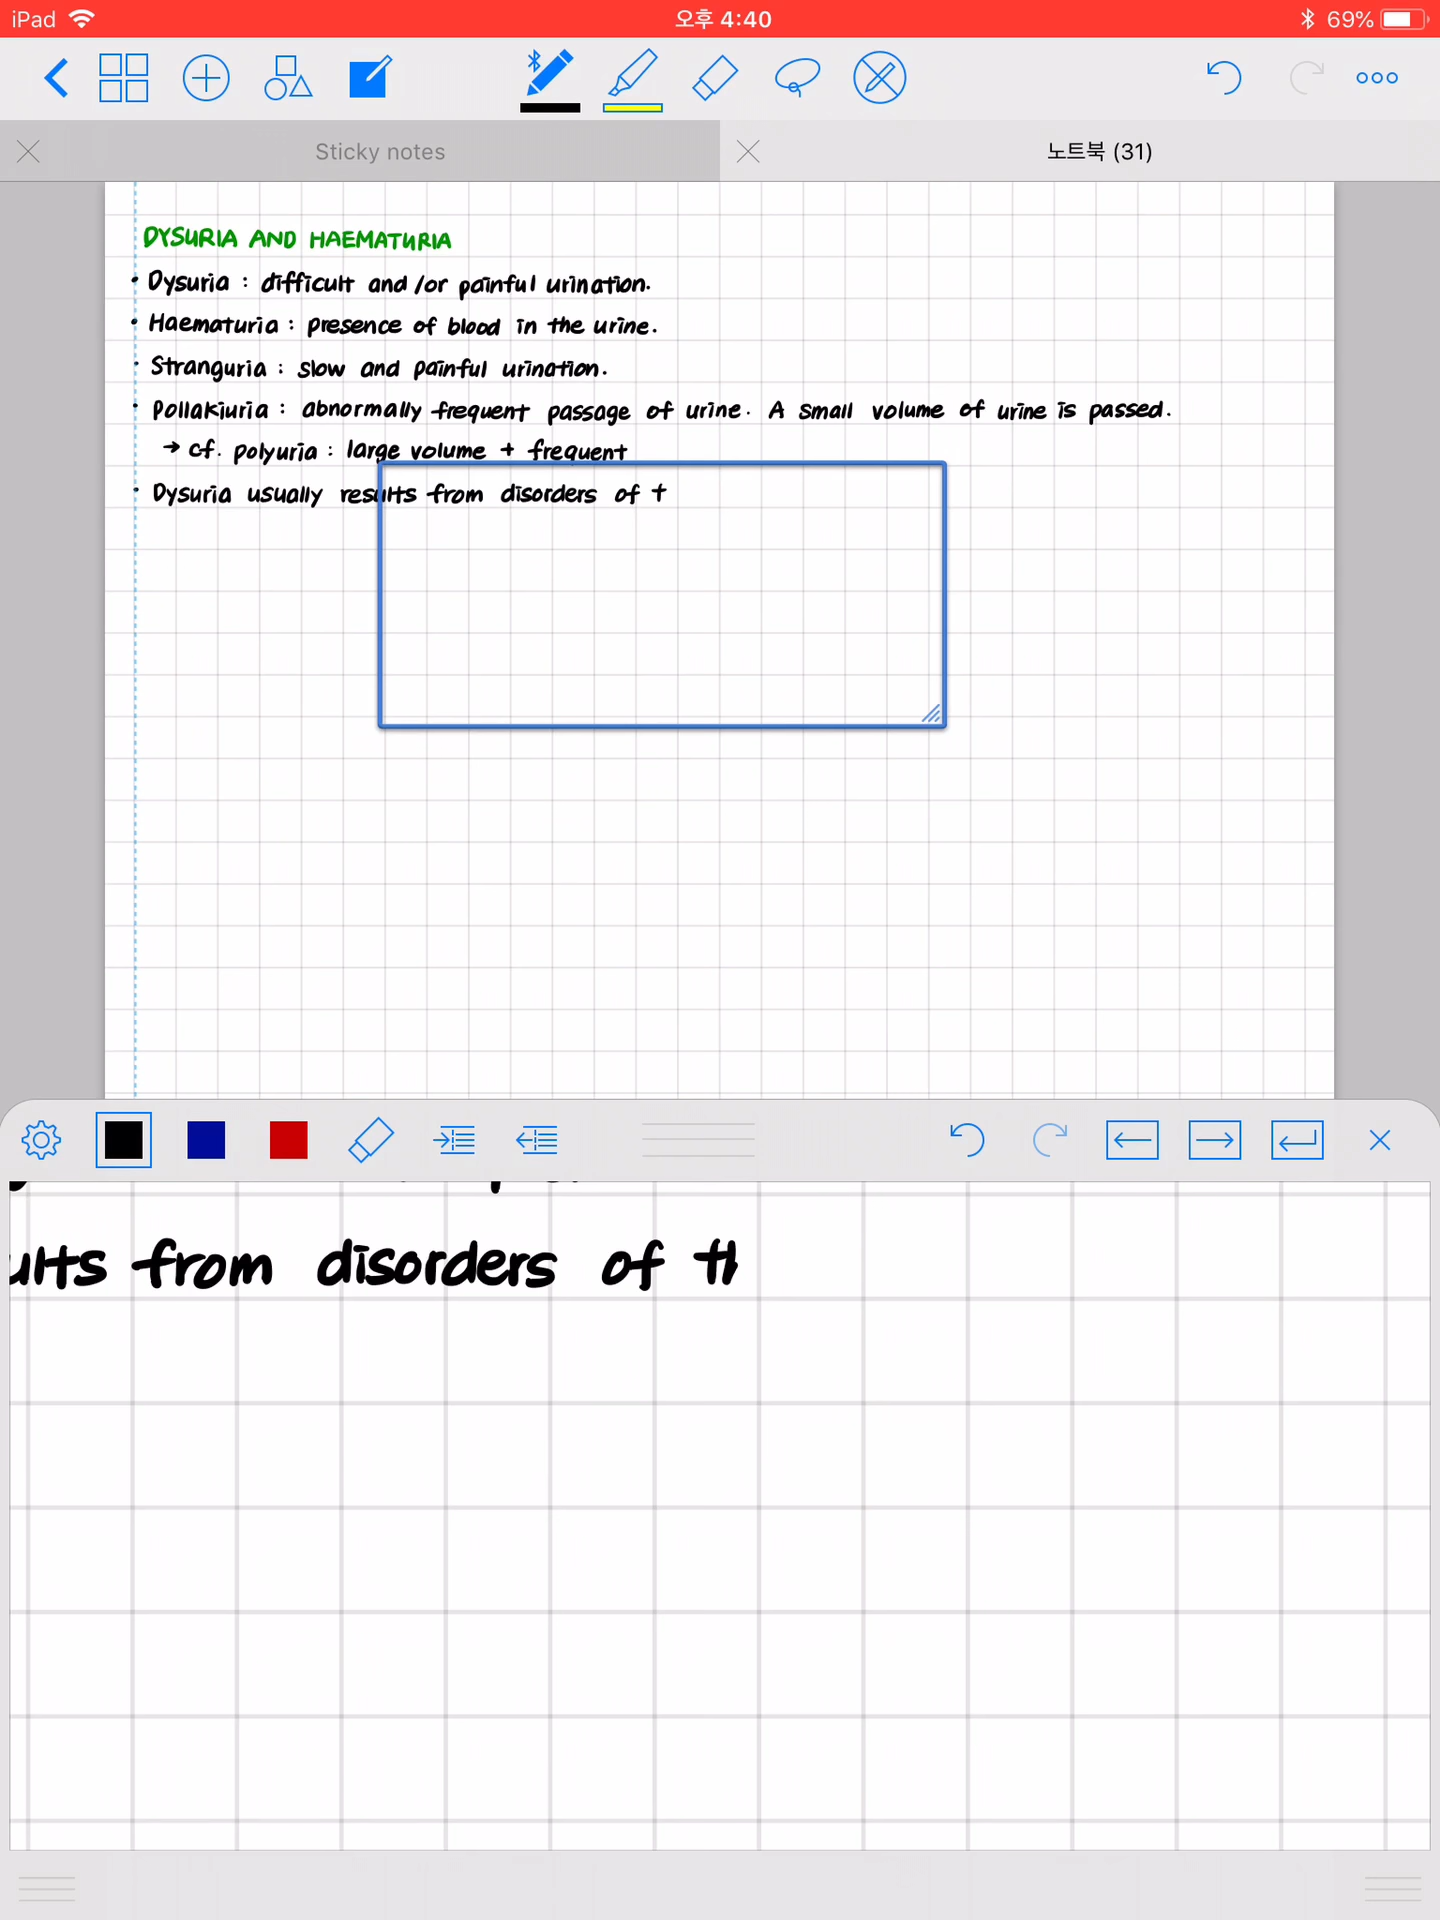 iPad 오후 4:40 69%
Sticky notes 노트북 (31)
DYSURIA AND HAEMATURIA
• Dysuria : difficult and /or painful urination.
• Haematuria : presence of blood in the urine.
• Stranguria : slow and painful urination.
• Pollakiuria : abnormally frequent passage of urine. A small volume of urine is passed.
→ cf. polyuria : large volume + frequent
• Dysuria usually results from disorders of t
ults from disorders of th